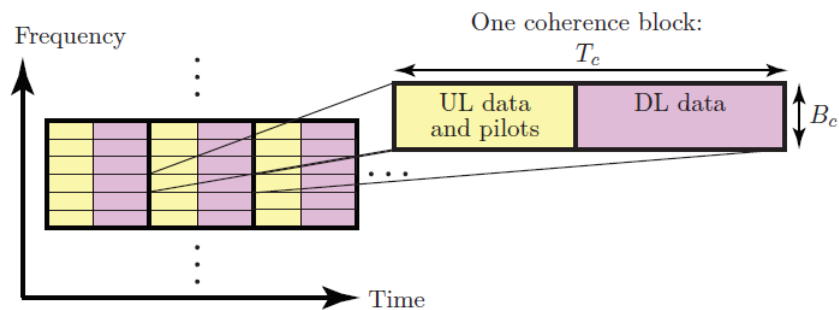 One coherence block:
Frequency
T_c
UL data
and pilots
DL data
B_c
Time